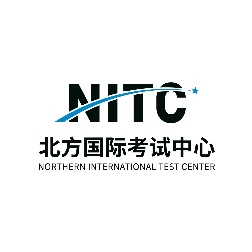 NITC
北方国际考试中心
NORTHERN INTERNATIONAL TEST CENTER